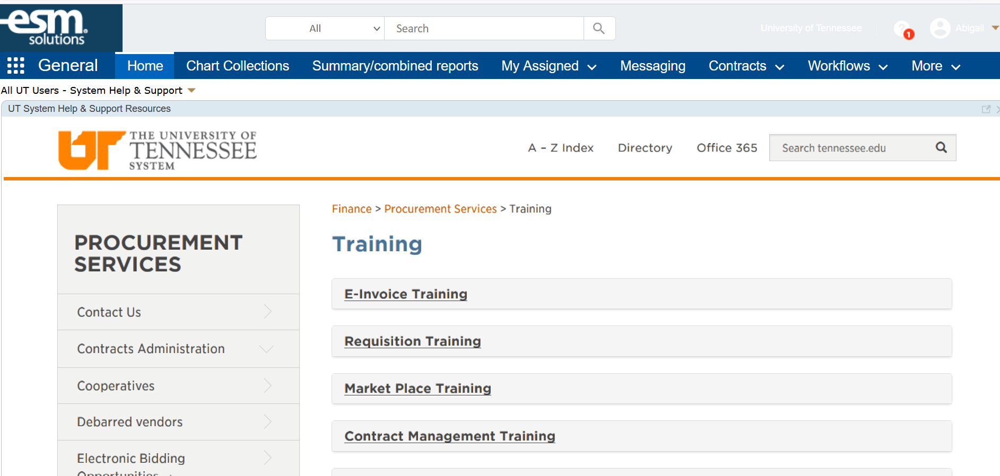 esm
solutions
All
Search
University of Tennessee
?
1
Abigail
General
Home
Chart Collections
Summary/combined reports
My Assigned
Messaging
Contracts
Workflows
More
All UT Users - System Help & Support
UT System Help & Support Resources
UT
THE UNIVERSITY OF
TENNESSEE
SYSTEM
A – Z Index
Directory
Office 365
Search tennessee.edu
Finance > Procurement Services > Training
PROCUREMENT
SERVICES
Training
E-Invoice Training
Contact Us
Requisition Training
Contracts Administration
Cooperatives
Market Place Training
Debarred vendors
Contract Management Training
Electronic Bidding
Opportunities